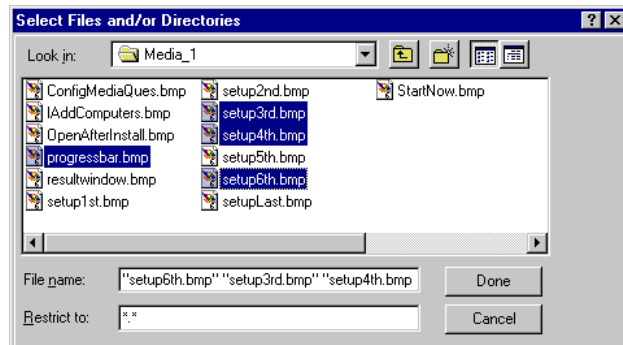 Select Files and/or Directories
Look in: Media_1
ConfigMediaQues.bmp setup2nd.bmp StartNow.bmp
IAddComputers.bmp setup3rd.bmp
OpenAfterInstall.bmp setup4th.bmp
progressbar.bmp setup5th.bmp
resultwindow.bmp setup6th.bmp
setup1st.bmp setupLast.bmp
File name: "setup6th.bmp" "setup3rd.bmp" "setup4th.bmp Done
Restrict to: *.* Cancel